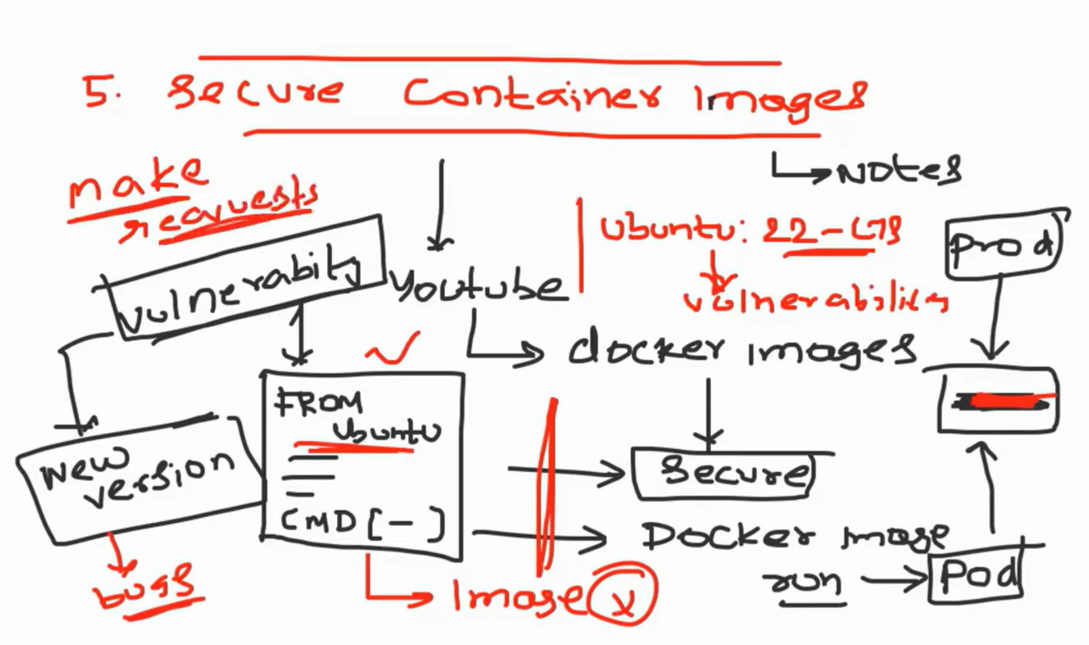 5. Secure Container Images
NOTES
make
requests
Ubuntu: 22-LTS
prod
vulnerabity
Youtube
vulnerabilities
docker images
FROM
Ubuntu
New
version
Secure
CMD [-]
Docker image
bugs
Image x
run
Pod